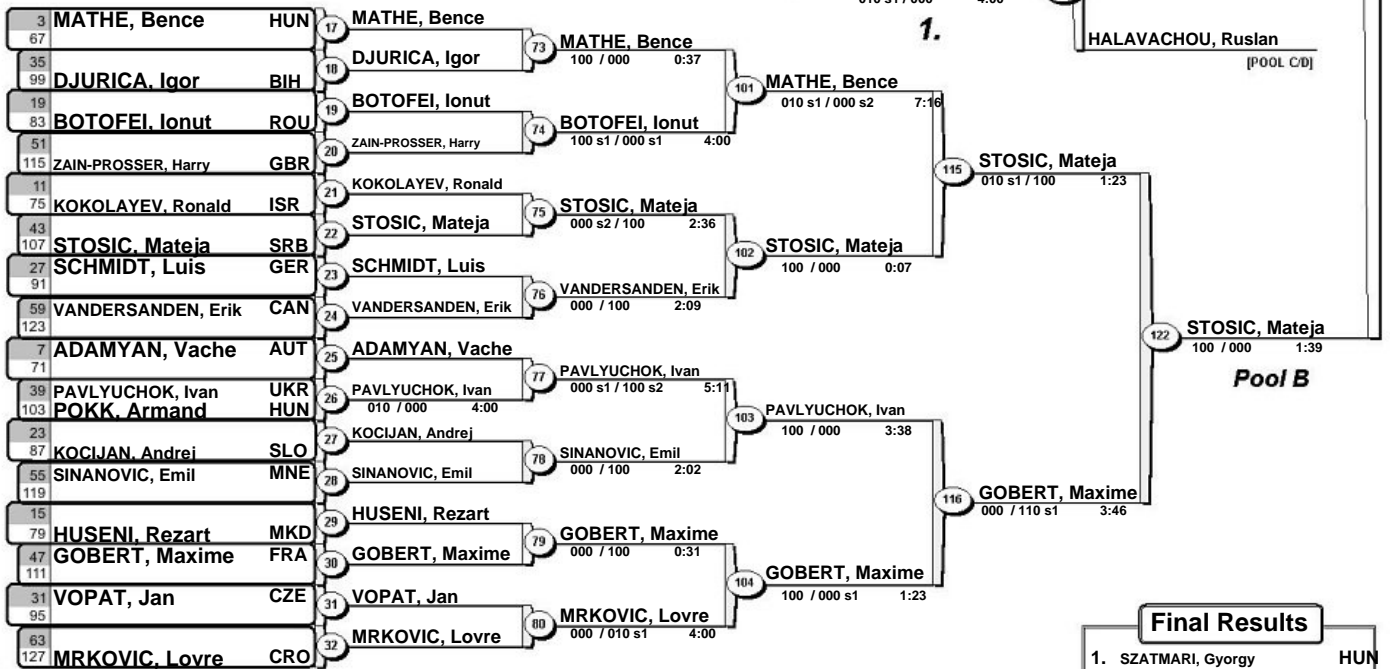 010 s1 / 000 4:00
1.
HALAVACHOU, Ruslan
[POOL C/D]
3 MATHE, Bence HUN
67
35
99 DJURICA, Igor BIH
19
83 BOTOFEI, Ionut ROU
51
115 ZAIN-PROSSER, Harry GBR
11
75 KOKOLAYEV, Ronald ISR
43
107 STOSIC, Mateja SRB
27 SCHMIDT, Luis GER
91
59 VANDERSANDEN, Erik CAN
123
7 ADAMYAN, Vache AUT
71
39 PAVLYUCHOK, Ivan UKR
103 POKK, Armand HUN
23
87 KOCIJAN, Andrej SLO
55 SINANOVIC, Emil MNE
119
15
79 HUSENI, Rezart MKD
47 GOBERT, Maxime FRA
111
31 VOPAT, Jan CZE
95
63
127 MRKOVIC, Lovre CRO
17 MATHE, Bence
18 DJURICA, Igor
19 BOTOFEI, Ionut
20 ZAIN-PROSSER, Harry
21 KOKOLAYEV, Ronald
22 STOSIC, Mateja
23 SCHMIDT, Luis
24 VANDERSANDEN, Erik
25 ADAMYAN, Vache
26 PAVLYUCHOK, Ivan
010 / 000 4:00
27 KOCIJAN, Andrej
28 SINANOVIC, Emil
29 HUSENI, Rezart
30 GOBERT, Maxime
31 VOPAT, Jan
32 MRKOVIC, Lovre
73 MATHE, Bence
100 / 000 0:37
74 BOTOFEI, Ionut
100 s1 / 000 s1 4:00
75 STOSIC, Mateja
000 s2 / 100 2:36
76 VANDERSANDEN, Erik
000 / 100 2:09
77 PAVLYUCHOK, Ivan
000 s1 / 100 s2 5:11
78 SINANOVIC, Emil
000 / 100 2:02
79 GOBERT, Maxime
000 / 100 0:31
80 MRKOVIC, Lovre
000 / 010 s1 4:00
101 MATHE, Bence
010 s1 / 000 s2 7:16
102 STOSIC, Mateja
100 / 000 0:07
103 PAVLYUCHOK, Ivan
100 / 000 3:38
104 GOBERT, Maxime
100 / 000 s1 1:23
115 STOSIC, Mateja
010 s1 / 100 1:23
116 GOBERT, Maxime
000 / 110 s1 3:46
122 STOSIC, Mateja
100 / 000 1:39
Pool B
Final Results
1. SZATMARI, Gyorgy HUN